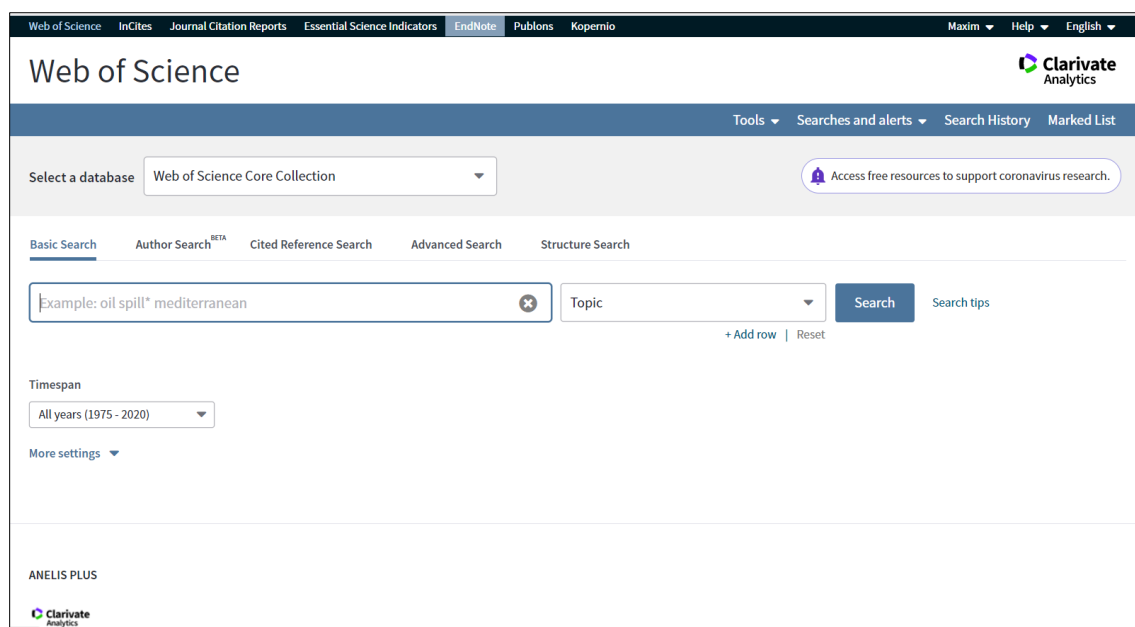 Web of Science InCites Journal Citation Reports Essential Science Indicators EndNote Publons Kopernio Maxim Help English
Web of Science
Clarivate
Analytics
Tools Searches and alerts Search History Marked List
Select a database Web of Science Core Collection
Access free resources to support coronavirus research.
Basic Search Author Search BETA Cited Reference Search Advanced Search Structure Search
Example: oil spill* mediterranean Topic Search Search tips
+ Add row | Reset
Timespan
All years (1975 - 2020)
More settings
ANELIS PLUS
Clarivate
Analytics